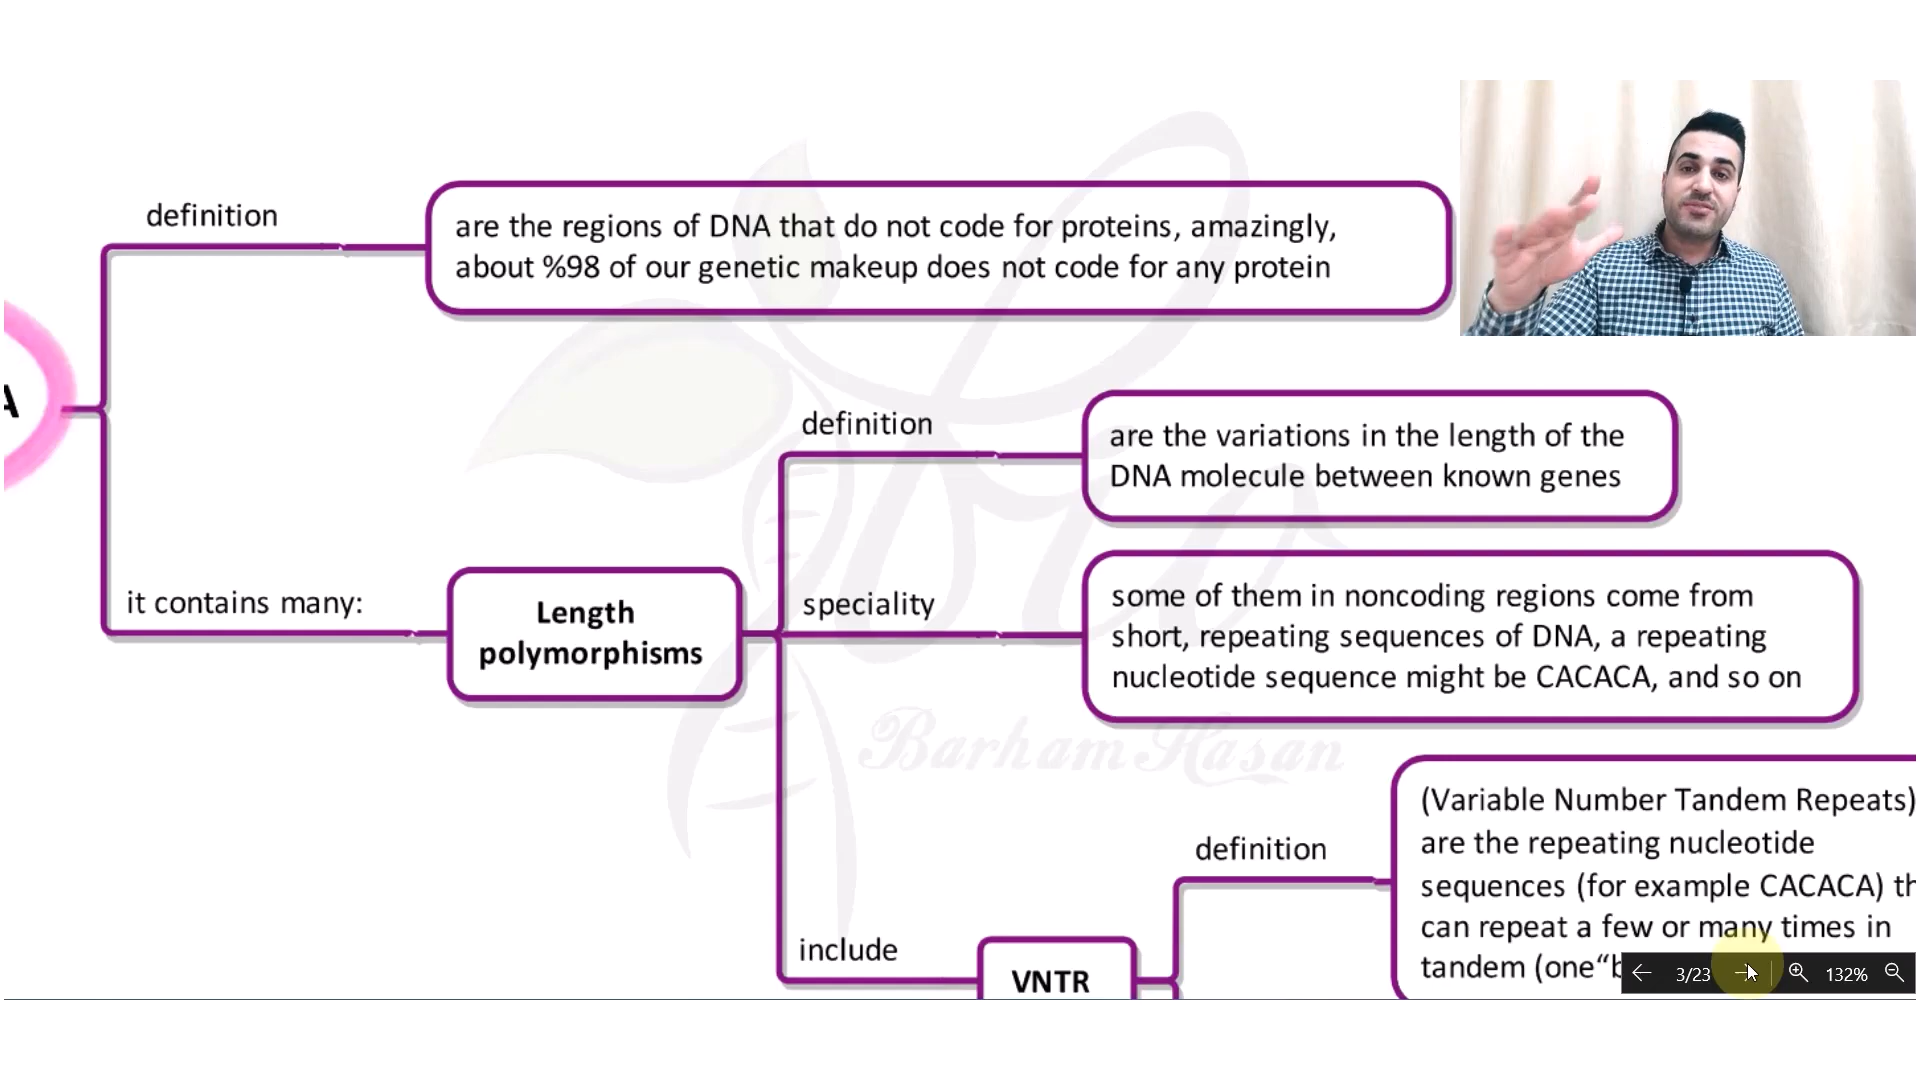 definition
are the regions of DNA that do not code for proteins, amazingly,
about %98 of our genetic makeup does not code for any protein
A
definition
are the variations in the length of the
DNA molecule between known genes
it contains many:
Length
polymorphisms
speciality
some of them in noncoding regions come from
short, repeating sequences of DNA, a repeating
nucleotide sequence might be CACACA, and so on
Bio
Barham Hasan
definition
(Variable Number Tandem Repeats)
are the repeating nucleotide
sequences (for example CACACA) th
can repeat a few or many times in
tandem (one“b
include
VNTR
3/23
132%